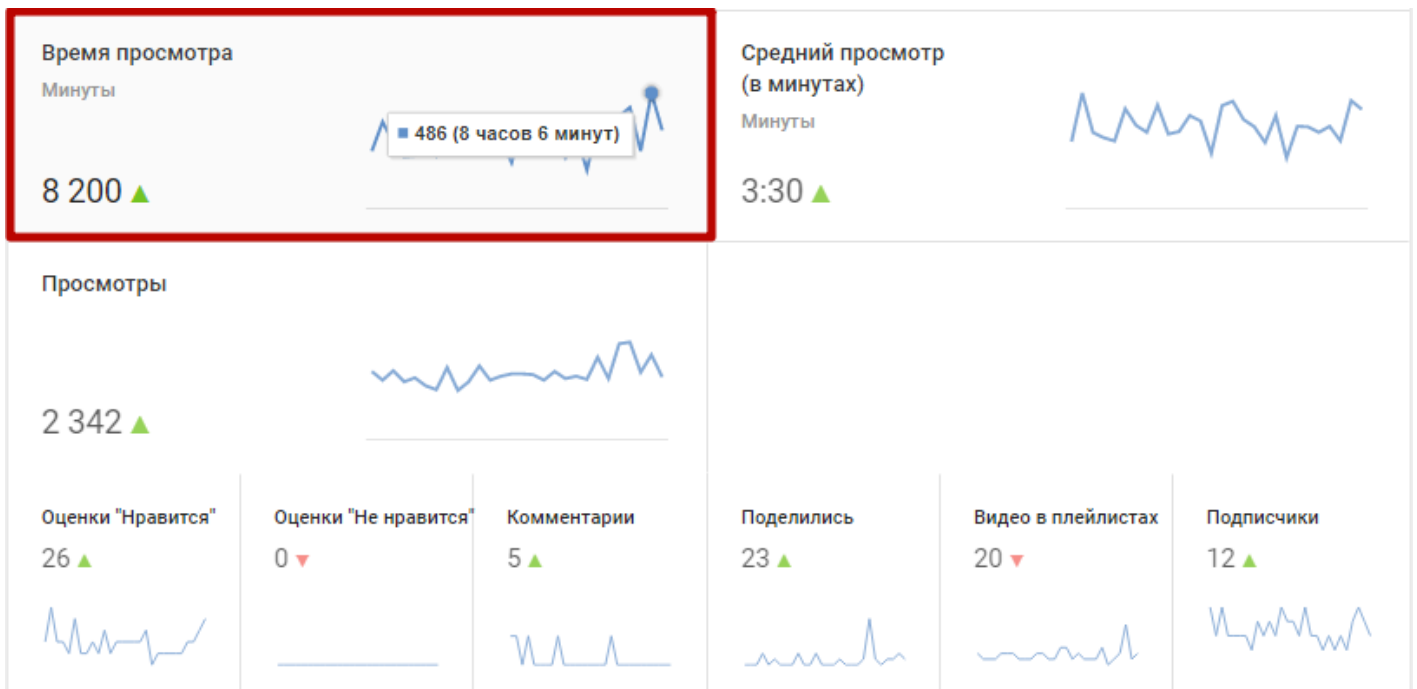 Время просмотра
Минуты
486 (8 часов 6 минут)
8 200
Средний просмотр
(в минутах)
Минуты
3:30
Просмотры
2 342
Оценки "Нравится"
26
Оценки "Не нравится"
0
Комментарии
5
Поделились
23
Видео в плейлистах
20
Подписчики
12